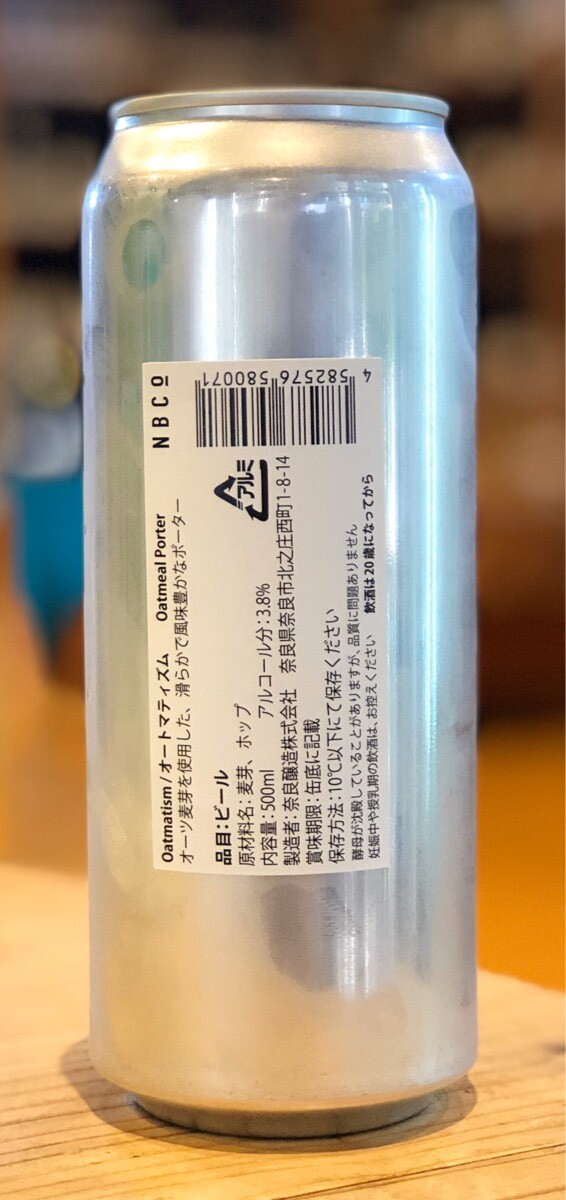 Oatmatism / オートマティズム Oatmeal Porter
オーツ麦芽を使用した、滑らかで風味豊かなポーター
NBCO
品目：ビール
原材料名：麦芽、ホップ
内容量：500ml アルコール分：3.8%
製造者：奈良醸造株式会社 奈良県奈良市北之庄西町1-8-14
賞味期限：缶底に記載
保存方法：10℃以下にて保存ください
酵母が沈殿していることがありますが、品質に問題ありません
妊娠中や授乳期の飲酒は、お控えください 飲酒は20歳になってから
アルミ
4 582576 580071